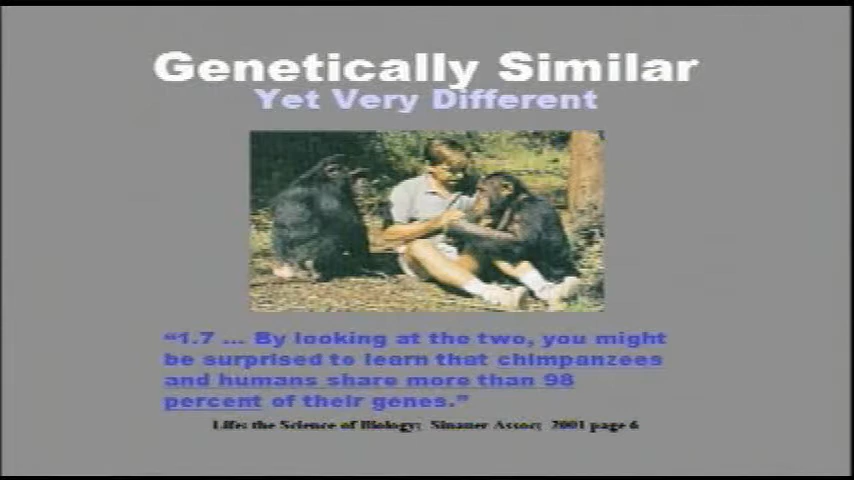 Genetically Similar
Yet Very Different
“1.7 ... By looking at the two, you might
be surprised to learn that chimpanzees
and humans share more than 98
percent of their genes.”
Life: the Science of Biology; Sinauer Assoc; 2001 page 6